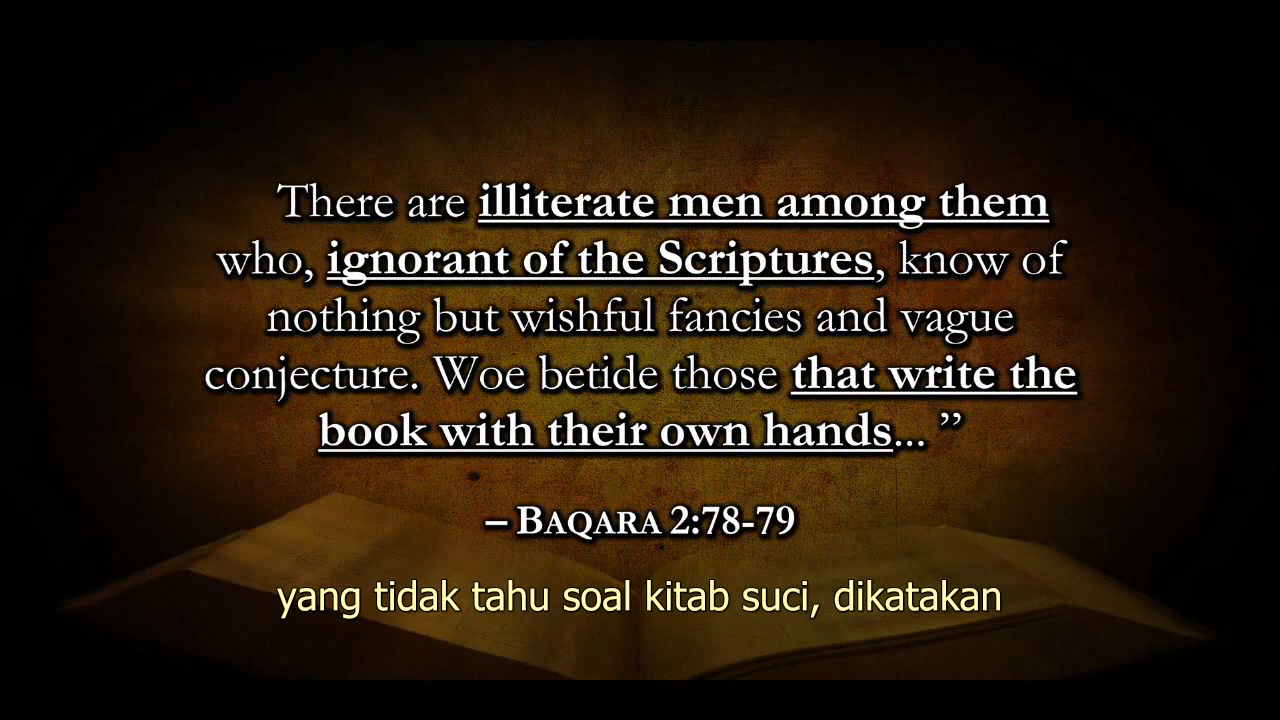 There are illiterate men among them
who, ignorant of the Scriptures, know of
nothing but wishful fancies and vague
conjecture. Woe betide those that write the
book with their own hands... ”
– BAQARA 2:78-79
yang tidak tahu soal kitab suci, dikatakan